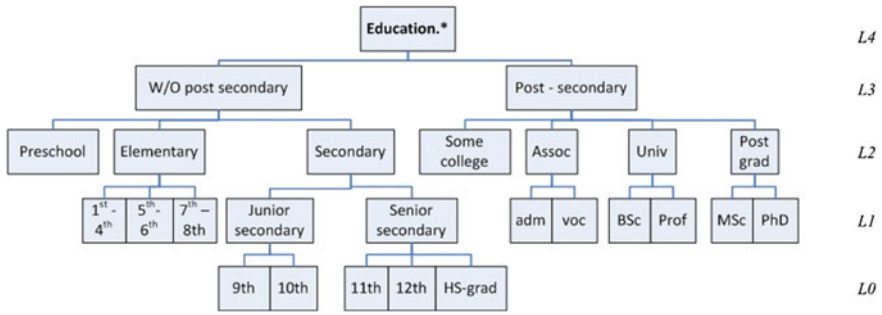 Education.*
L4
W/O post secondary
Post - secondary
L3
Preschool
Elementary
Secondary
Some
college
Assoc
Univ
Post
grad
L2
1st -
4th
5th-
6th
7th –
8th
Junior
secondary
Senior
secondary
adm
voc
BSc
Prof
MSc
PhD
L1
9th
10th
11th
12th
HS-grad
L0